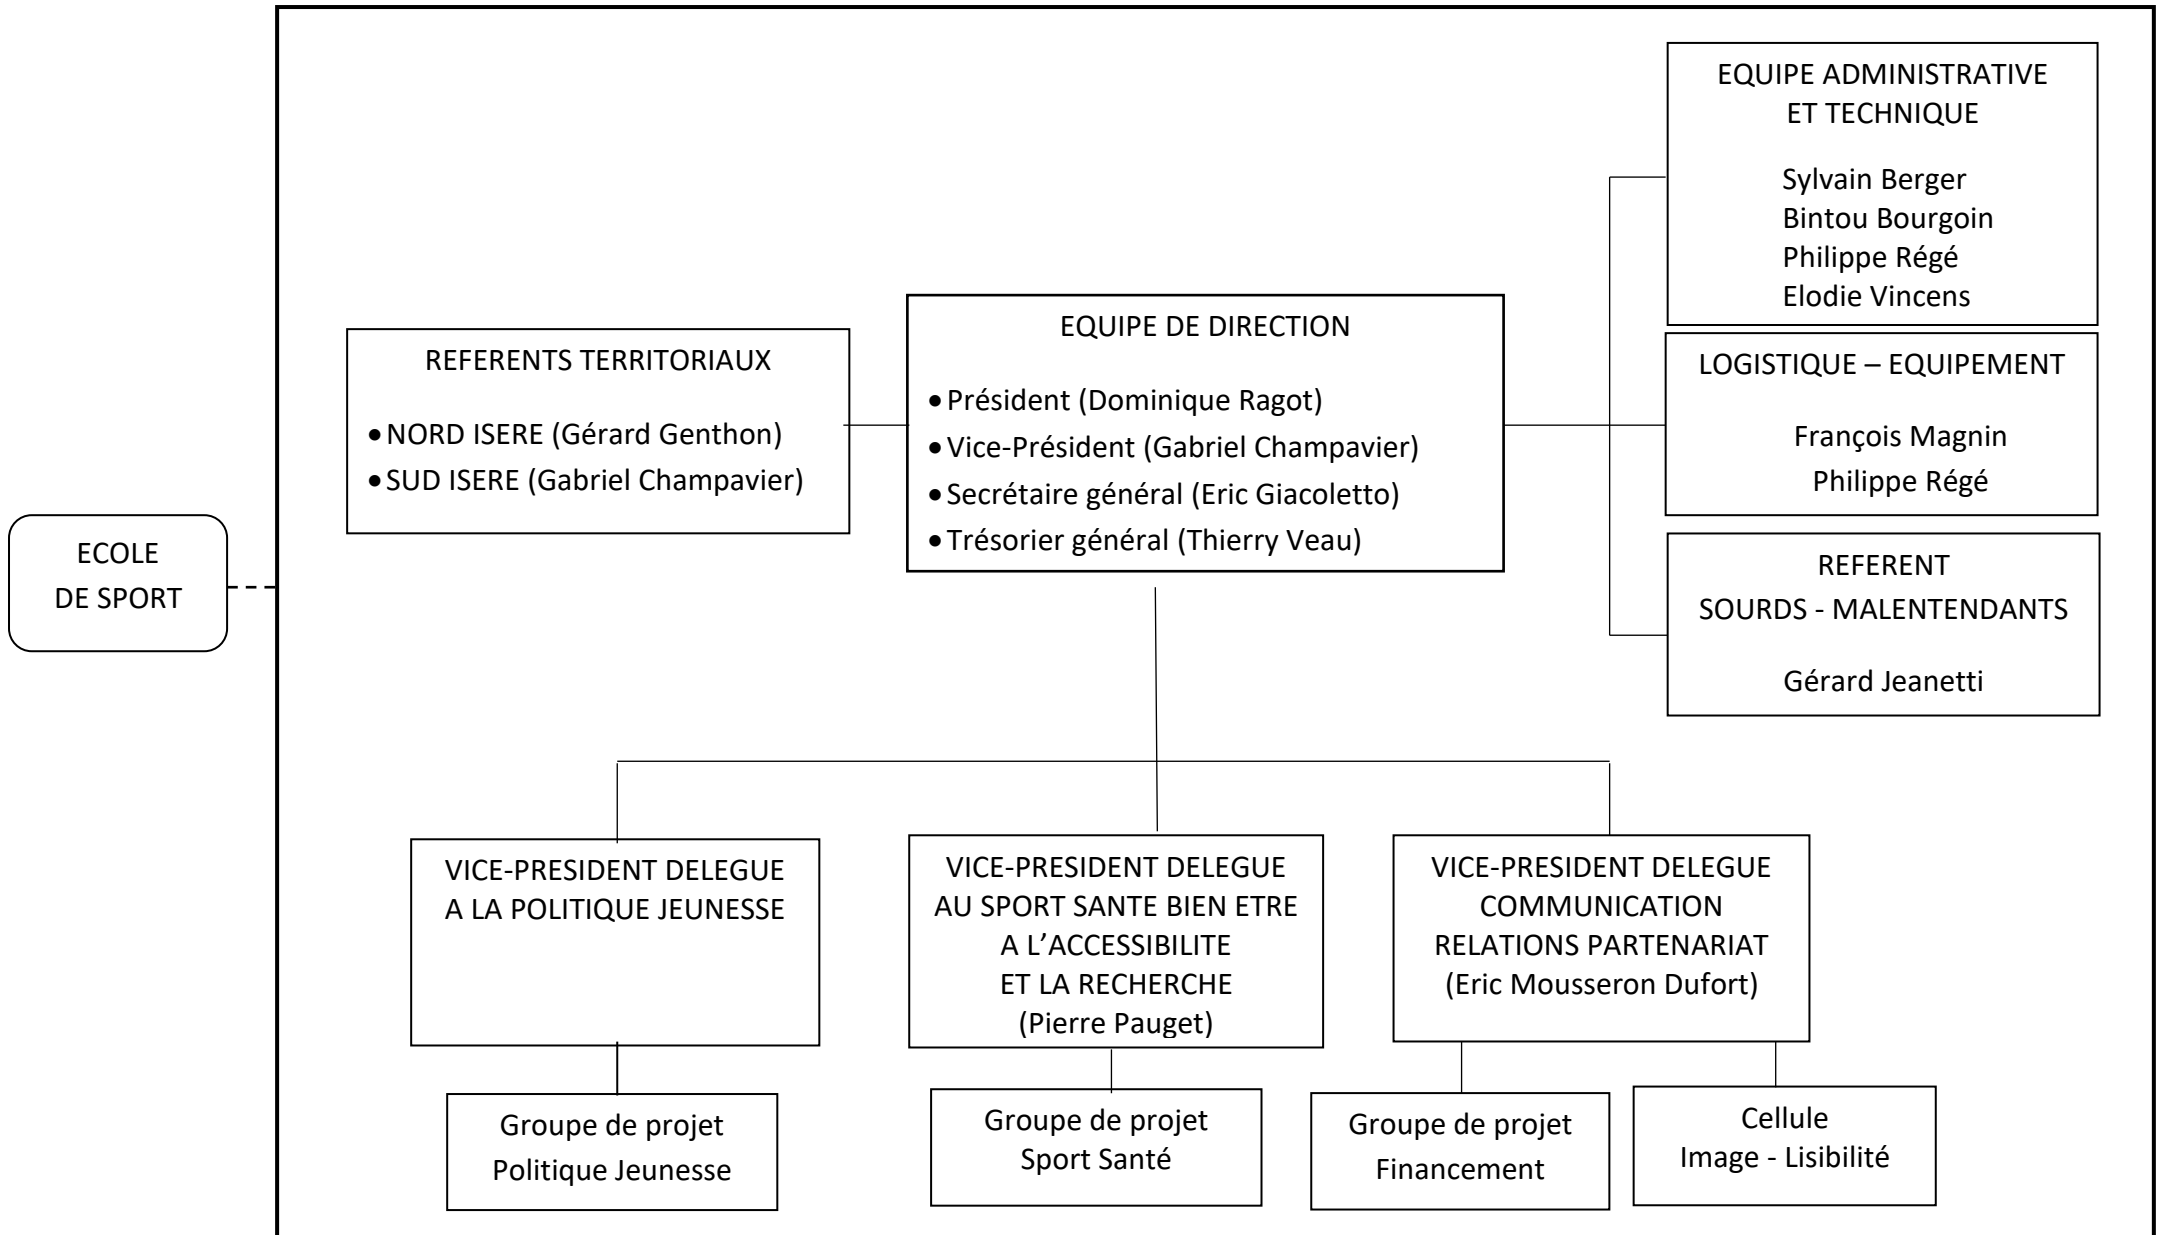 ECOLE
DE SPORT
REFERENTS TERRITORIAUX
• NORD ISERE (Gérard Genthon)
• SUD ISERE (Gabriel Champavier)
EQUIPE DE DIRECTION
• Président (Dominique Ragot)
• Vice-Président (Gabriel Champavier)
• Secrétaire général (Eric Giacoletto)
• Trésorier général (Thierry Veau)
EQUIPE ADMINISTRATIVE
ET TECHNIQUE
Sylvain Berger
Bintou Bourgoin
Philippe Régé
Elodie Vincens
LOGISTIQUE – EQUIPEMENT
François Magnin
Philippe Régé
REFERENT
SOURDS - MALENTENDANTS
Gérard Jeanetti
VICE-PRESIDENT DELEGUE
A LA POLITIQUE JEUNESSE
VICE-PRESIDENT DELEGUE
AU SPORT SANTE BIEN ETRE
A L’ACCESSIBILITE
ET LA RECHERCHE
(Pierre Pauget)
VICE-PRESIDENT DELEGUE
COMMUNICATION
RELATIONS PARTENARIAT
(Eric Mousseron Dufort)
Groupe de projet
Politique Jeunesse
Groupe de projet
Sport Santé
Groupe de projet
Financement
Cellule
Image - Lisibilité